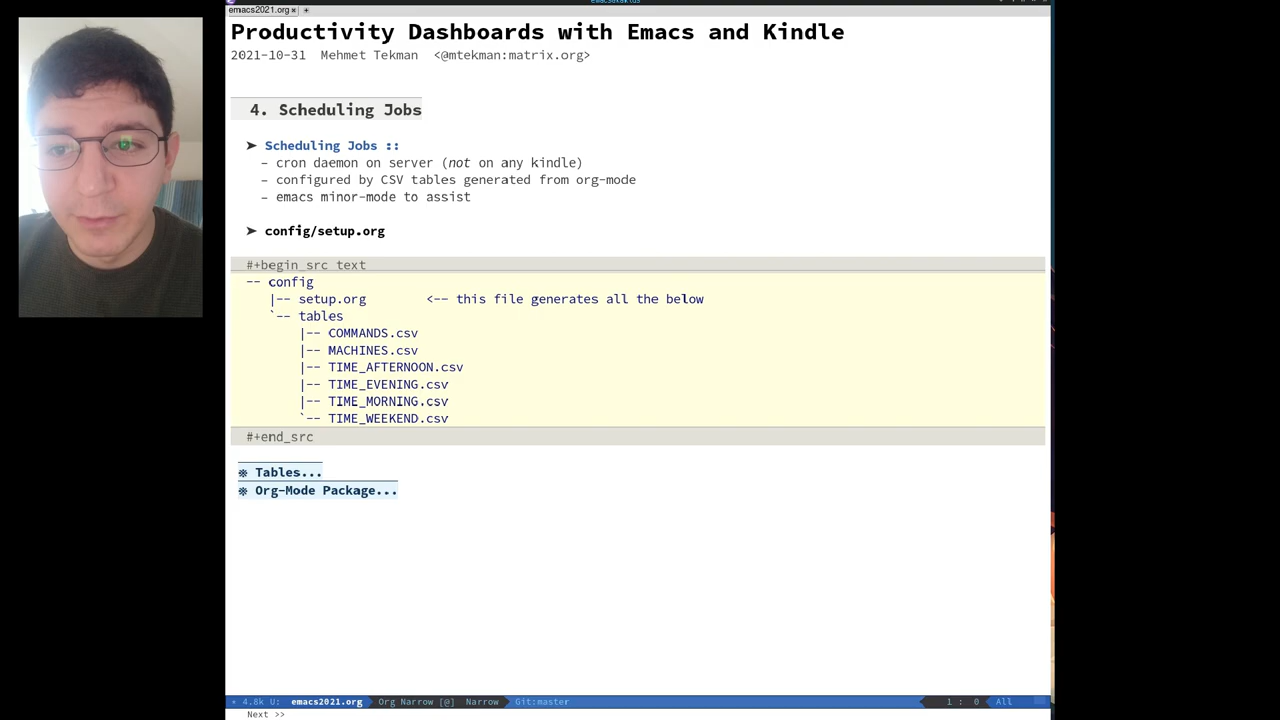 emacs2021.org × +
Productivity Dashboards with Emacs and Kindle
2021-10-31 Mehmet Tekman <@mtekman:matrix.org>
4. Scheduling Jobs
➤ Scheduling Jobs ::
– cron daemon on server (not on any kindle)
– configured by CSV tables generated from org-mode
– emacs minor-mode to assist
➤ config/setup.org
#+begin_src text
-- config
|-- setup.org <-- this file generates all the below
`-- tables
|-- COMMANDS.csv
|-- MACHINES.csv
|-- TIME_AFTERNOON.csv
|-- TIME_EVENING.csv
|-- TIME_MORNING.csv
`-- TIME_WEEKEND.csv
#+end_src
※ Tables...
※ Org-Mode Package...
4.8k U: emacs2021.org Org Narrow [@] Narrow Git:master 1 : 0 All
Next >>